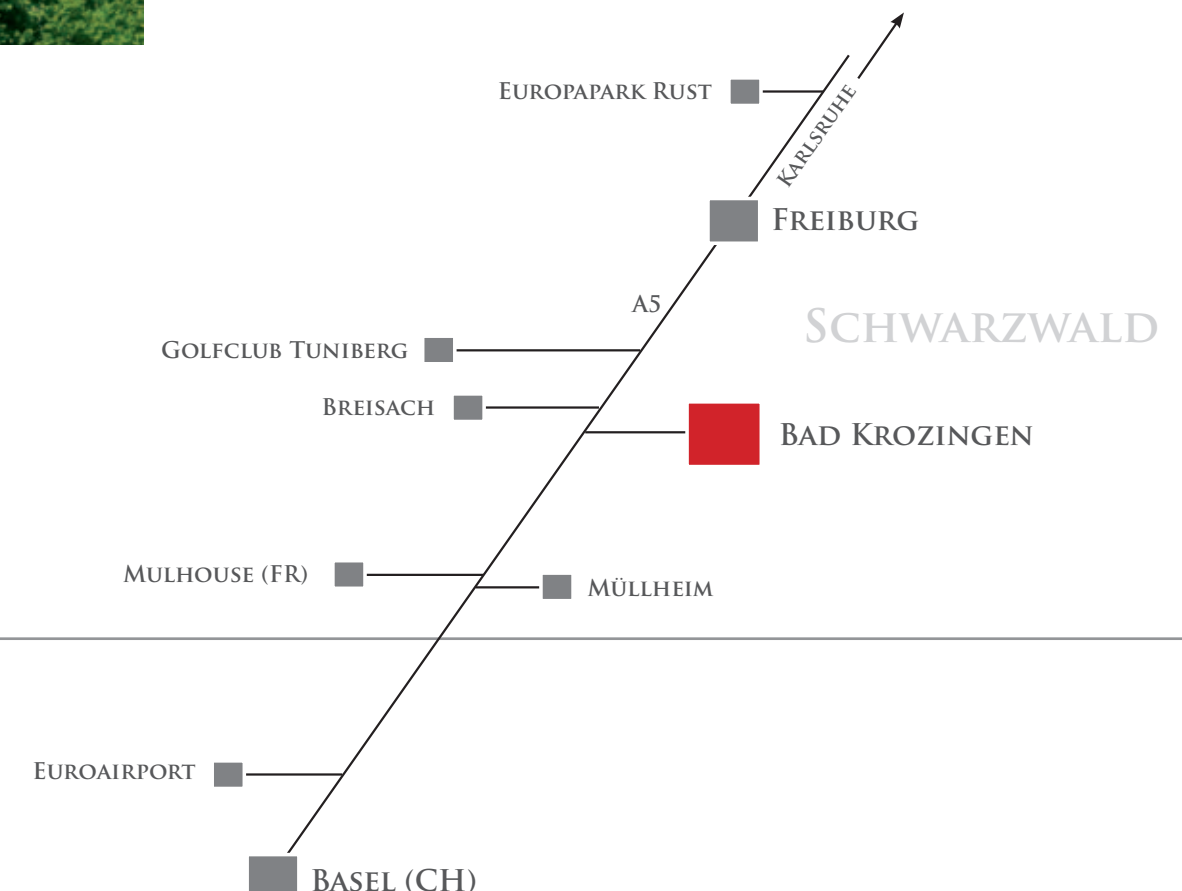 Europapark Rust
Karlsruhe
Freiburg
A5
Schwarzwald
Golfclub Tuniberg
Breisach
Bad Krozingen
Mulhouse (FR)
Müllheim
Euroairport
Basel (CH)